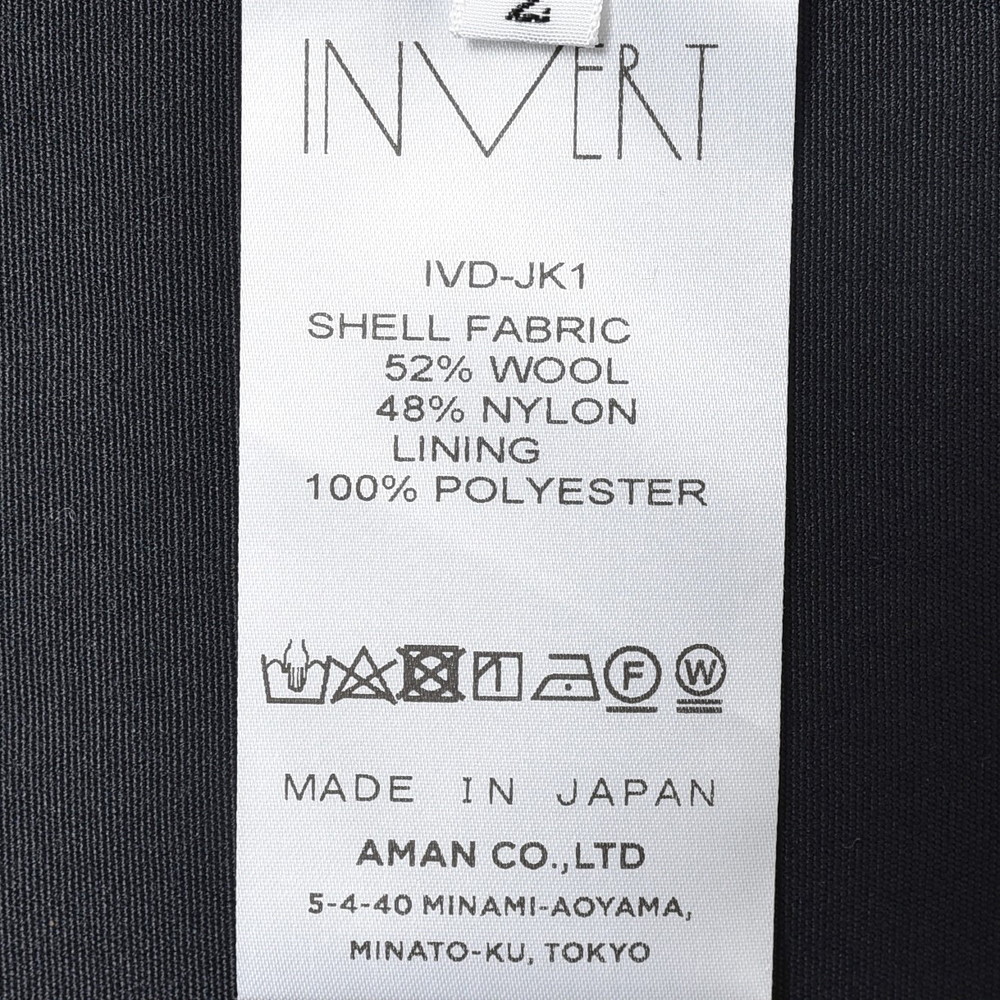 2
INVERT
IVD-JK1
SHELL FABRIC
52% WOOL
48% NYLON
LINING
100% POLYESTER
F W
MADE IN JAPAN
AMAN CO.,LTD
5-4-40 MINAMI-AOYAMA,
MINATO-KU, TOKYO